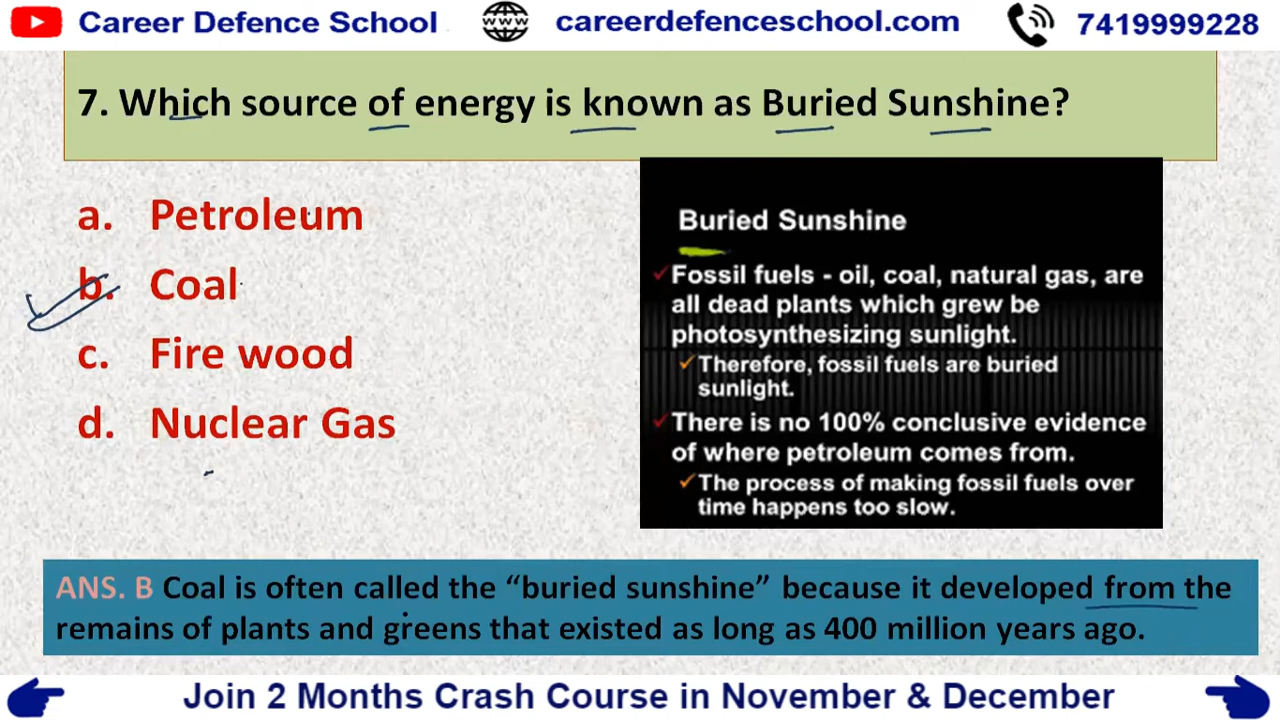 Career Defence School careerdefenceschool.com 7419999228
WWW
7. Which source of energy is known as Buried Sunshine?
a. Petroleum
b. Coal
c. Fire wood
d. Nuclear Gas
Buried Sunshine
Fossil fuels - oil, coal, natural gas, are
all dead plants which grew be
photosynthesizing sunlight.
Therefore, fossil fuels are buried
sunlight.
There is no 100% conclusive evidence
of where petroleum comes from.
The process of making fossil fuels over
time happens too slow.
ANS. B Coal is often called the “buried sunshine” because it developed from the
remains of plants and greens that existed as long as 400 million years ago.
Join 2 Months Crash Course in November & December